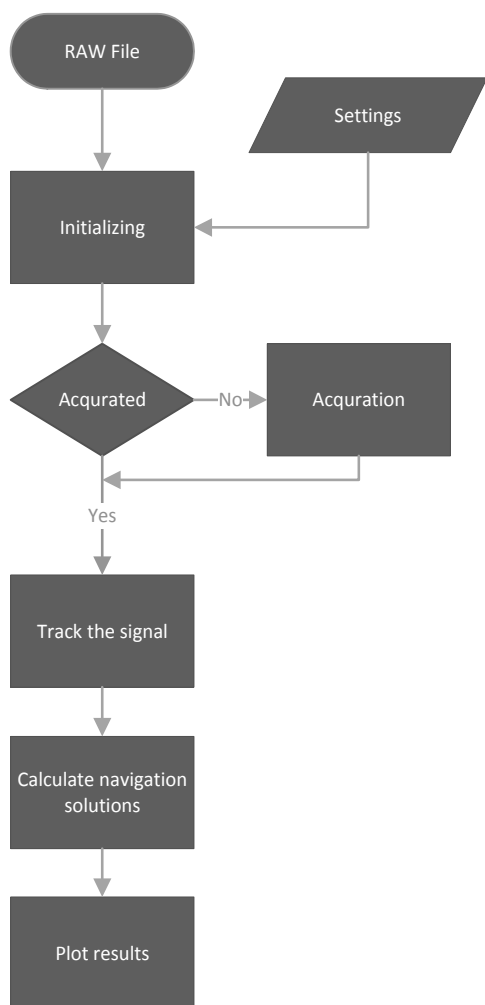 RAW File
Settings
Initializing
Acqurated
No
Acquration
Yes
Track the signal
Calculate navigation
solutions
Plot results